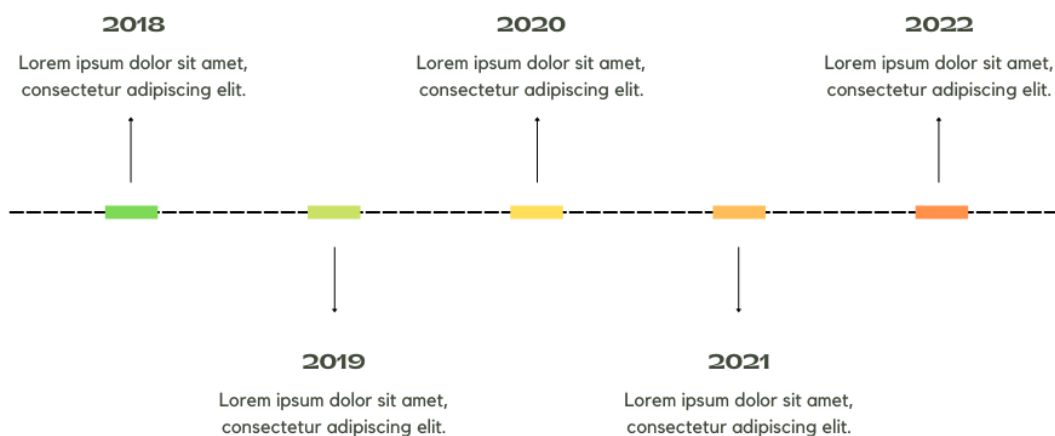 2018
Lorem ipsum dolor sit amet,
consectetur adipiscing elit.
2020
Lorem ipsum dolor sit amet,
consectetur adipiscing elit.
2022
Lorem ipsum dolor sit amet,
consectetur adipiscing elit.
2019
Lorem ipsum dolor sit amet,
consectetur adipiscing elit.
2021
Lorem ipsum dolor sit amet,
consectetur adipiscing elit.